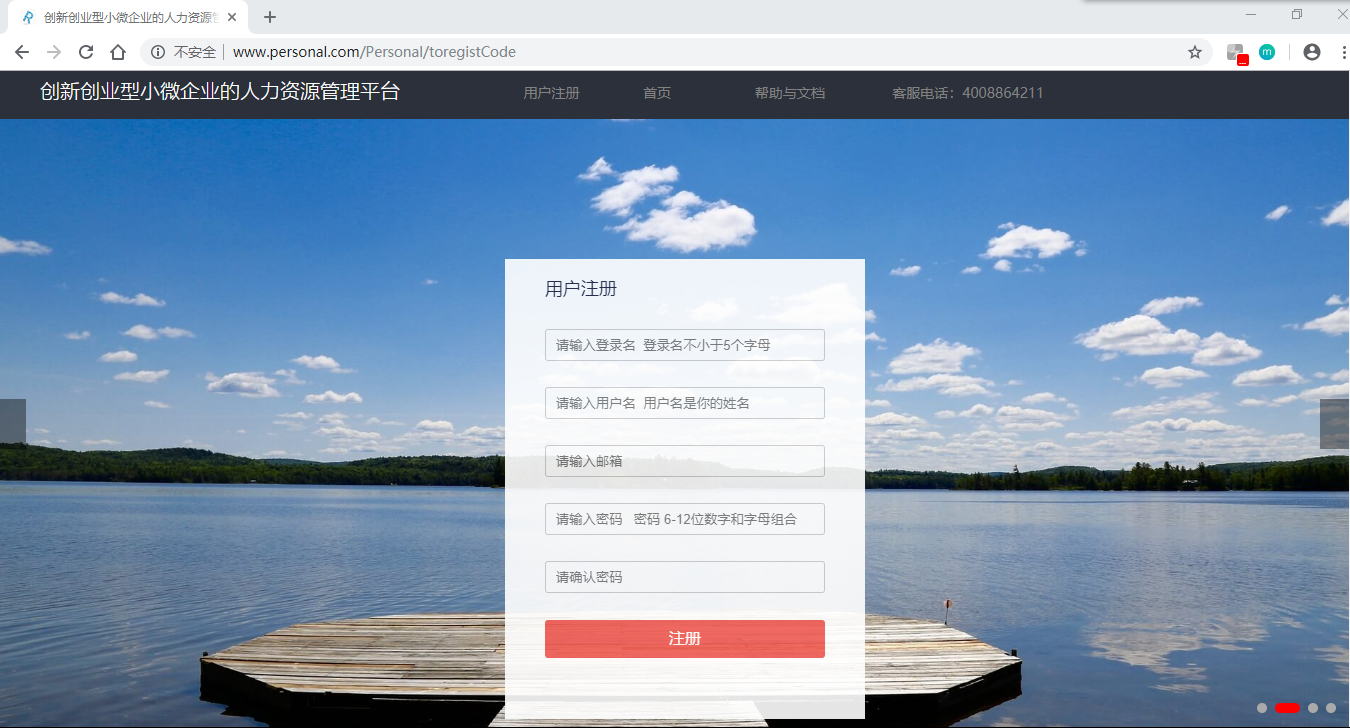 创新创业型小微企业的人力资源管
不安全 www.personal.com/Personal/toregistCode
创新创业型小微企业的人力资源管理平台 用户注册 首页 帮助与文档 客服电话：4008864211
用户注册
请输入登录名 登录名不小于5个字母
请输入用户名 用户名是你的姓名
请输入邮箱
请输入密码 密码 6-12位数字和字母组合
请确认密码
注册